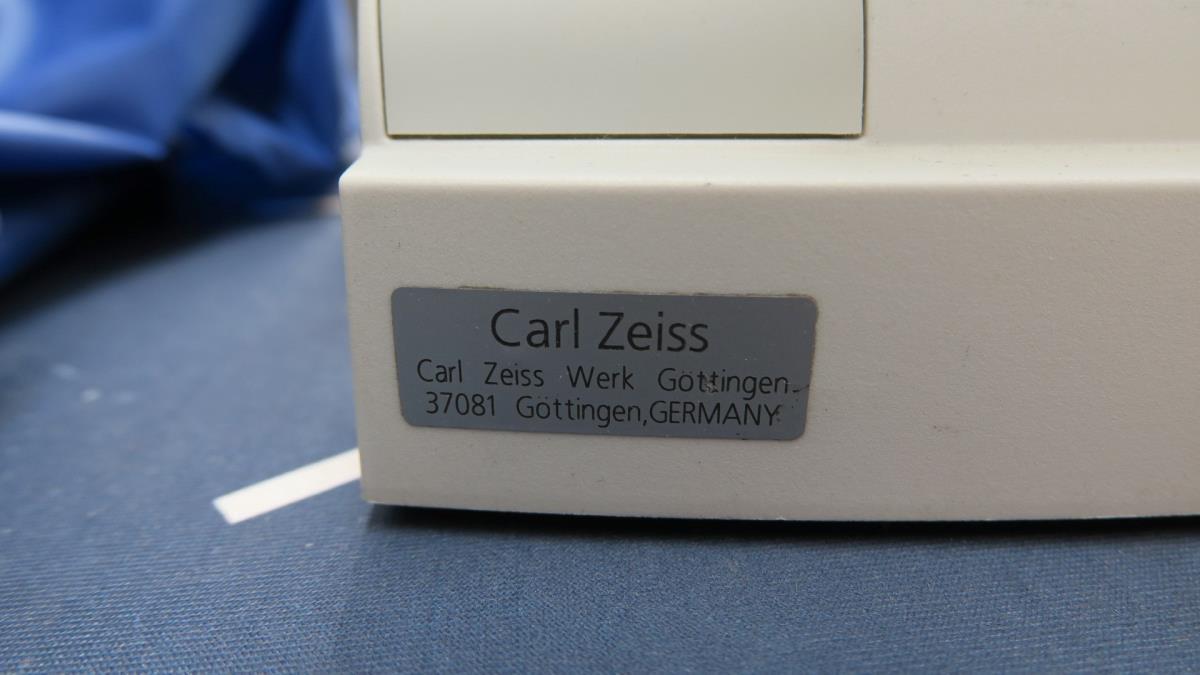 Carl Zeiss
Carl Zeiss Werk Göttingen
37081 Göttingen,GERMANY